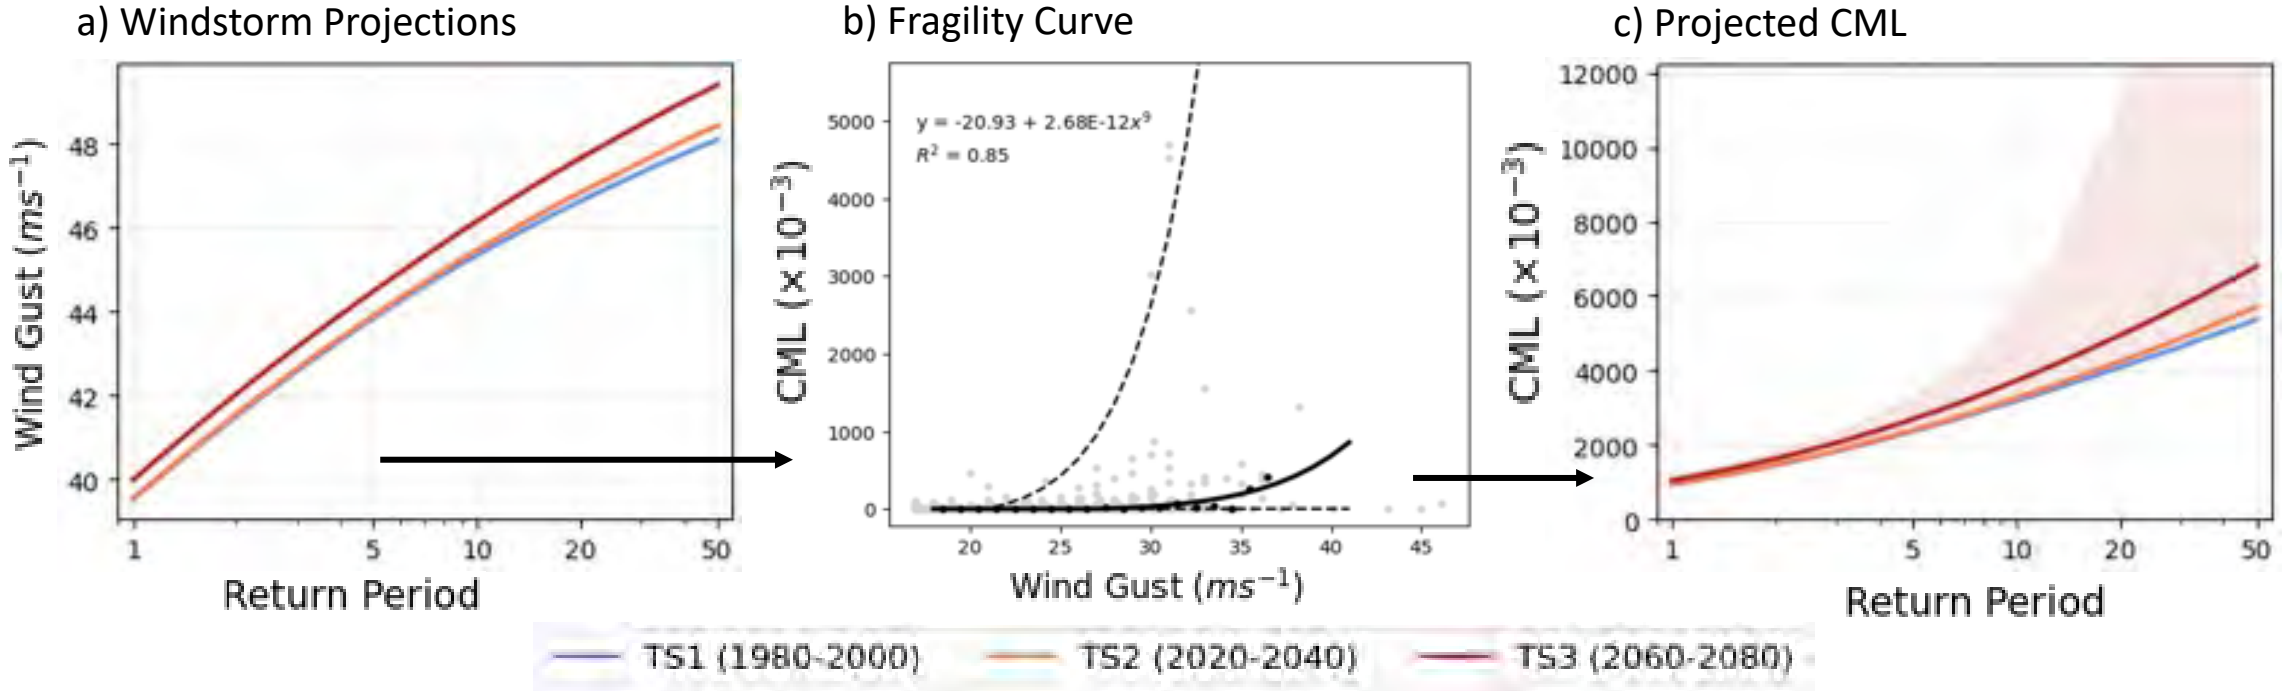 a) Windstorm Projections
b) Fragility Curve
c) Projected CML
Wind Gust (ms⁻¹)
48
46
44
42
40
1 5 10 20 50
Return Period
CML (×10⁻³)
5000
4000
3000
2000
1000
0
y = -20.93 + 2.68E-12x⁹
R² = 0.85
20 25 30 35 40 45
Wind Gust (ms⁻¹)
CML (×10⁻³)
12000
10000
8000
6000
4000
2000
0
1 5 10 20 50
Return Period
TS1 (1980-2000) TS2 (2020-2040) TS3 (2060-2080)